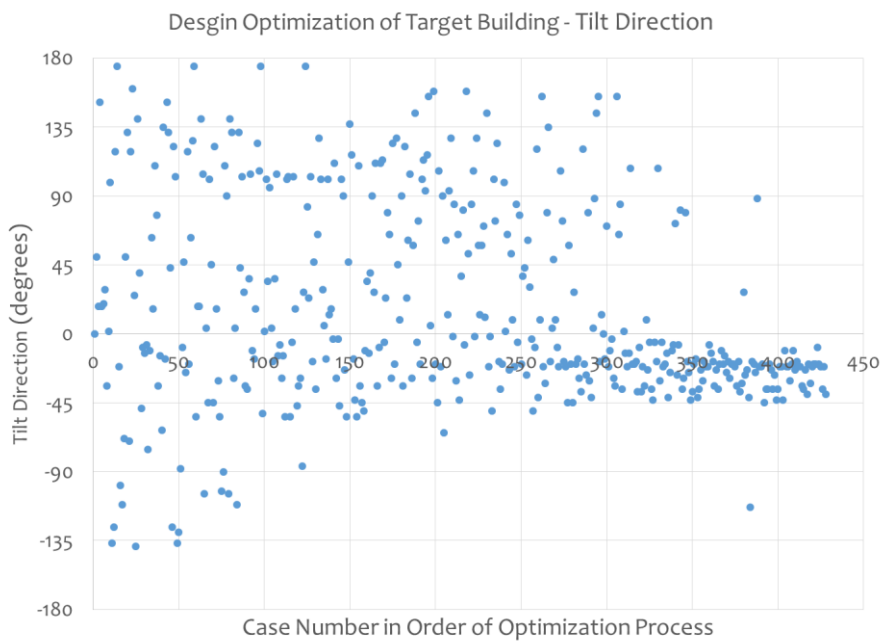 Desgin Optimization of Target Building - Tilt Direction
180
135
90
45
0
-45
-90
-135
-180
Tilt Direction (degrees)
0 50 100 150 200 250 300 350 400 450
Case Number in Order of Optimization Process